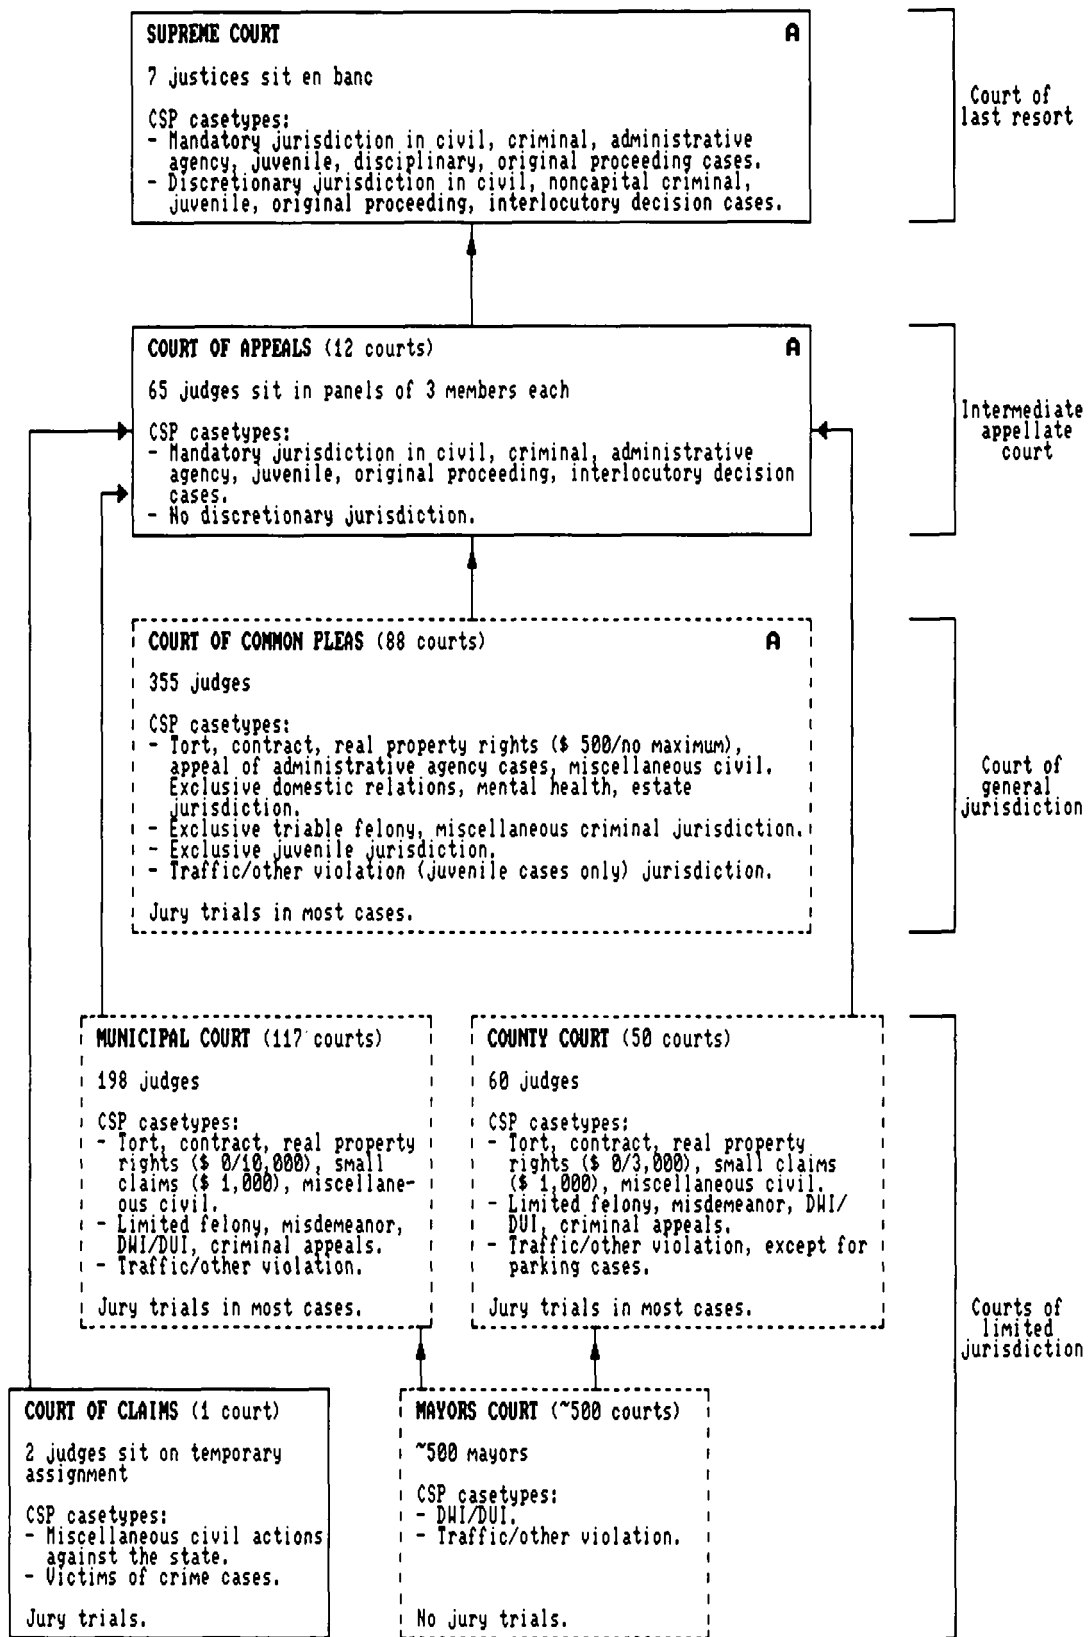 SUPREME COURT A
7 justices sit en banc
CSP casetypes:
- Mandatory jurisdiction in civil, criminal, administrative
agency, juvenile, disciplinary, original proceeding cases.
- Discretionary jurisdiction in civil, noncapital criminal,
juvenile, original proceeding, interlocutory decision cases.
Court of
last resort
COURT OF APPEALS (12 courts) A
65 judges sit in panels of 3 members each
CSP casetypes:
- Mandatory jurisdiction in civil, criminal, administrative
agency, juvenile, original proceeding, interlocutory decision
cases.
- No discretionary jurisdiction.
Intermediate
appellate
court
COURT OF COMMON PLEAS (88 courts) A
355 judges
CSP casetypes:
- Tort, contract, real property rights ($ 500/no maximum),
appeal of administrative agency cases, miscellaneous civil.
Exclusive domestic relations, mental health, estate
jurisdiction.
- Exclusive triable felony, miscellaneous criminal jurisdiction.
- Exclusive juvenile jurisdiction.
- Traffic/other violation (juvenile cases only) jurisdiction.
Jury trials in most cases.
Court of
general
jurisdiction
MUNICIPAL COURT (117 courts)
198 judges
CSP casetypes:
- Tort, contract, real property
rights ($ 0/10,000), small
claims ($ 1,000), miscellane-
ous civil.
- Limited felony, misdemeanor,
DWI/DUI, criminal appeals.
- Traffic/other violation.
Jury trials in most cases.
COUNTY COURT (50 courts)
60 judges
CSP casetypes:
- Tort, contract, real property
rights ($ 0/3,000), small claims
($ 1,000), miscellaneous civil.
- Limited felony, misdemeanor, DWI/
DUI, criminal appeals.
- Traffic/other violation, except for
parking cases.
Jury trials in most cases.
Courts of
limited
jurisdiction
COURT OF CLAIMS (1 court)
2 judges sit on temporary
assignment
CSP casetypes:
- Miscellaneous civil actions
against the state.
- Victims of crime cases.
Jury trials.
MAYORS COURT (~500 courts)
~500 mayors
CSP casetypes:
- DWI/DUI.
- Traffic/other violation.
No jury trials.